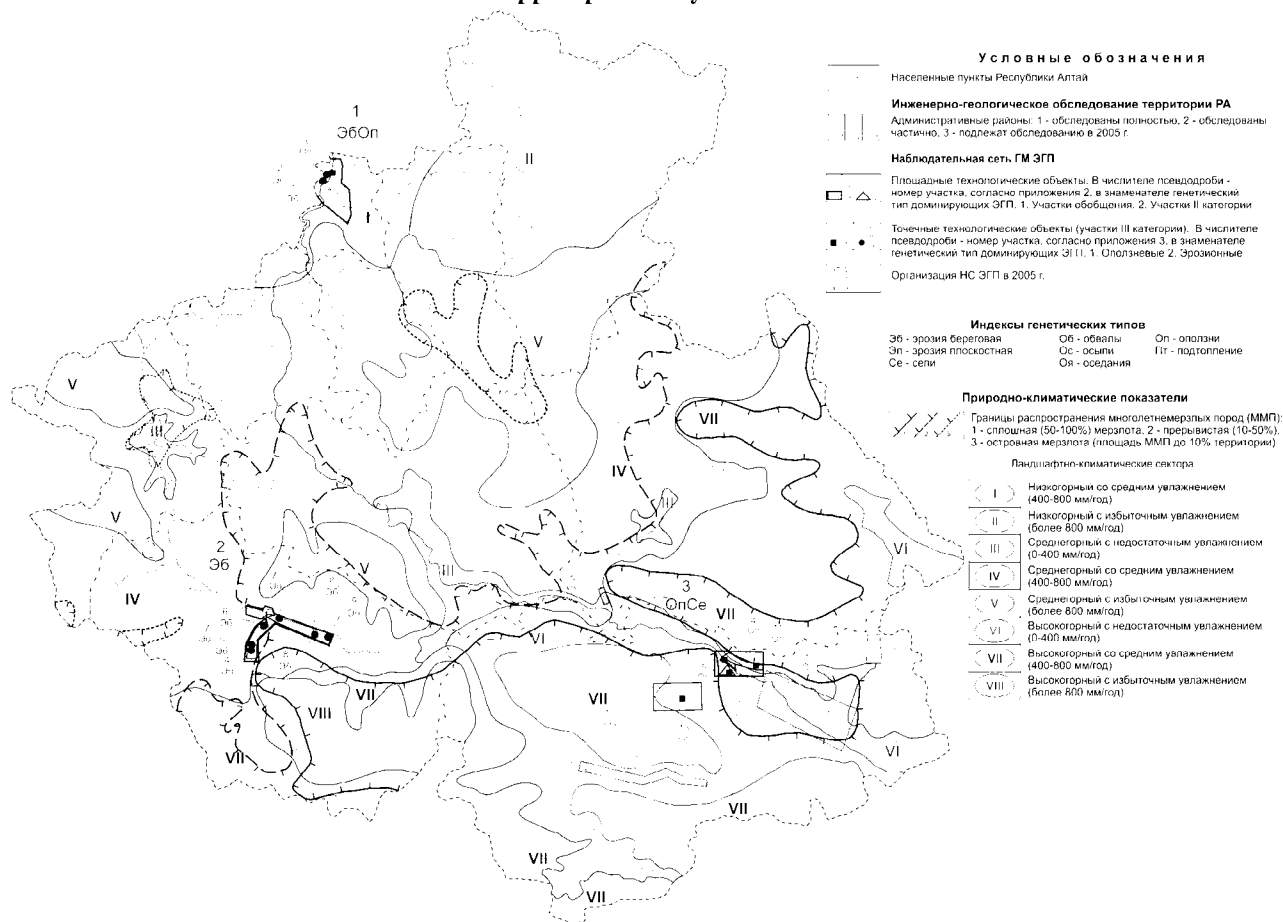 1
ЭбОп
II
I
V
V
III
VII
IV
III
V
VI
2
Эб
V
III
IV
3
ОпСе
VII
VI
VII
VII
VIII
VII
VI
VII
VII
VII
Условные обозначения
Населенные пункты Республики Алтай
Инженерно-геологическое обследование территории РА
Административные районы: 1 - обследованы полностью, 2 - обследованы
частично, 3 - подлежат обследованию в 2005 г.
Наблюдательная сеть ГМ ЭГП
Площадные технологические объекты. В числителе псевдодроби -
номер участка, согласно приложения 2, в знаменателе генетический
тип доминирующих ЭГП. 1. Участки обобщения. 2. Участки II категории
Точечные технологические объекты (участки III категории). В числителе
псевдодроби - номер участка, согласно приложения 3, в знаменателе
генетический тип доминирующих ЭГП. 1. Оползневые 2. Эрозионные
Организация НС ЭГП в 2005 г.
Индексы генетических типов
Эб - эрозия береговая Об - обвалы Оп - оползни
Эп - эрозия плоскостная Ос - осыпи Пт - подтопление
Се - сели Оя - оседания
Природно-климатические показатели
Границы распространения многолетнемерзлых пород (ММП):
1 - сплошная (50-100%) мерзлота, 2 - прерывистая (10-50%),
3 - островная мерзлота (площадь ММП до 10% территории)
Ландшафтно-климатические сектора
I Низкогорный со средним увлажнением
(400-800 мм/год)
II Низкогорный с избыточным увлажнением
(более 800 мм/год)
III Среднегорный с недостаточным увлажнением
(0-400 мм/год)
IV Среднегорный со средним увлажнением
(400-800 мм/год)
V Среднегорный с избыточным увлажнением
(более 800 мм/год)
VI Высокогорный с недостаточным увлажнением
(0-400 мм/год)
VII Высокогорный со средним увлажнением
(400-800 мм/год)
VIII Высокогорный с избыточным увлажнением
(более 800 мм/год)